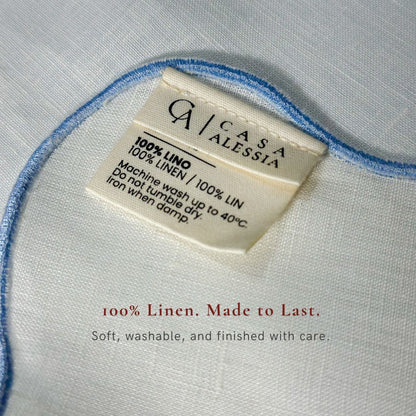 CA | CASA
ALESSIA
100% LINO
100% LINEN / 100% LIN
Machine wash up to 40°C.
Do not tumble dry.
Iron when damp.
100% Linen. Made to Last.
Soft, washable, and finished with care.